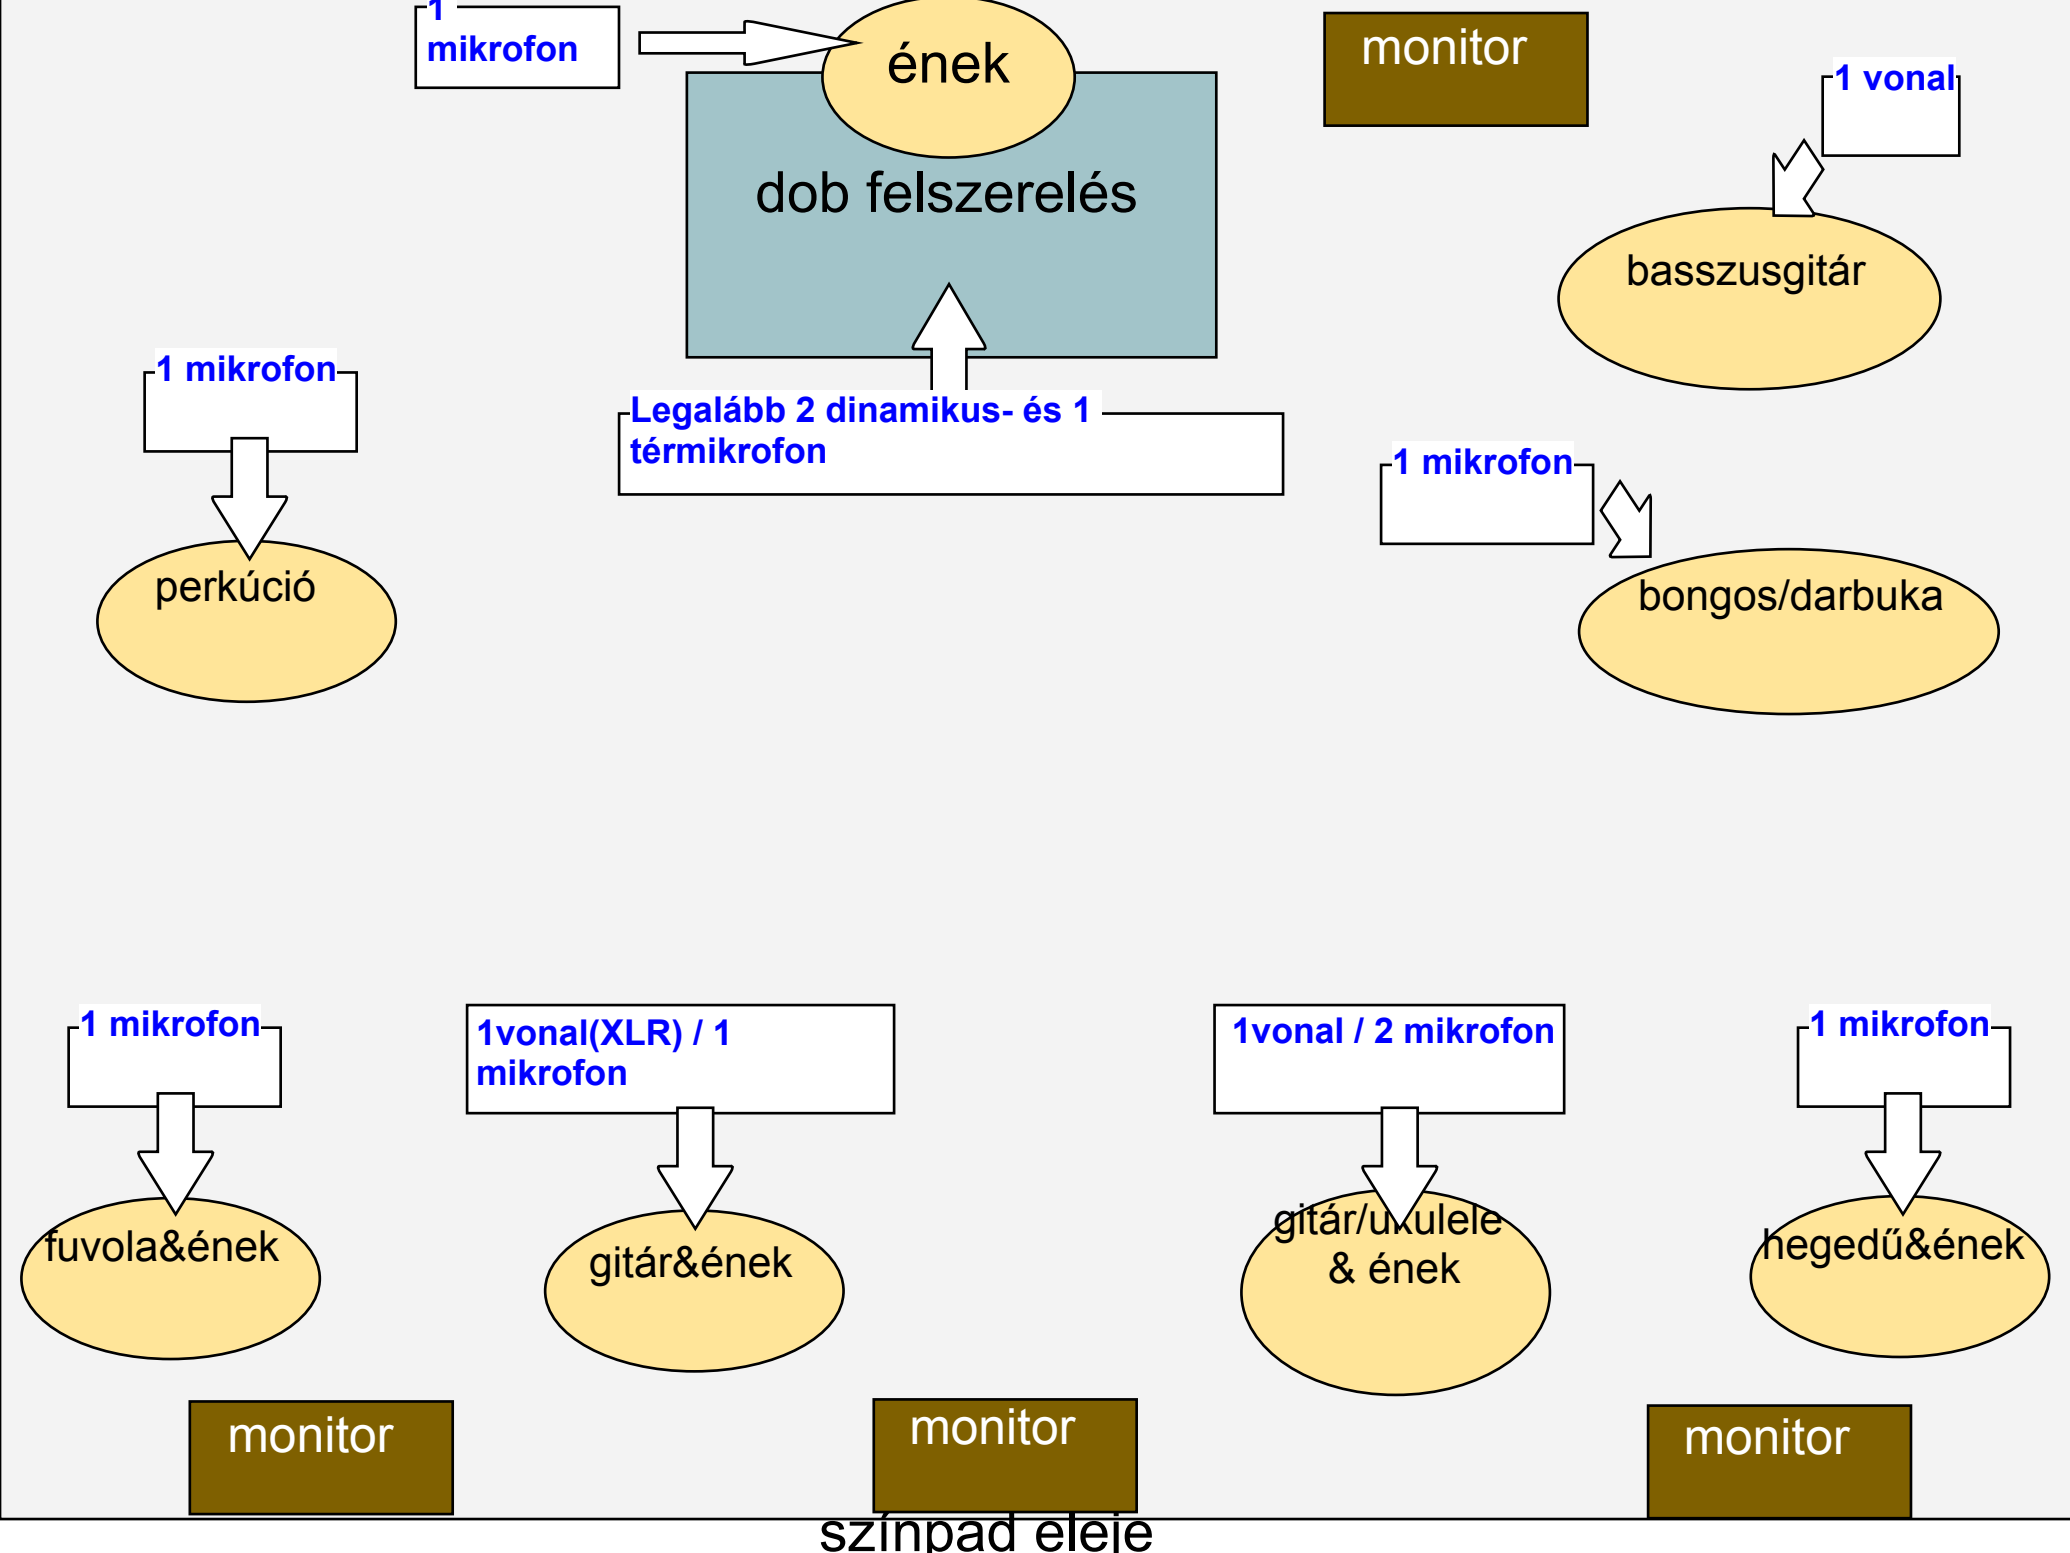 1
mikrofon
ének
monitor
1 vonal
dob felszerelés
basszusgitár
1 mikrofon
Legalább 2 dinamikus- és 1
térmikrofon
1 mikrofon
perkúció
bongos/darbuka
1 mikrofon
1vonal(XLR) / 1
mikrofon
1vonal / 2 mikrofon
1 mikrofon
fuvola&ének
gitár&ének
gitár/ukulele
& ének
hegedű&ének
monitor
monitor
monitor
színpad eleje